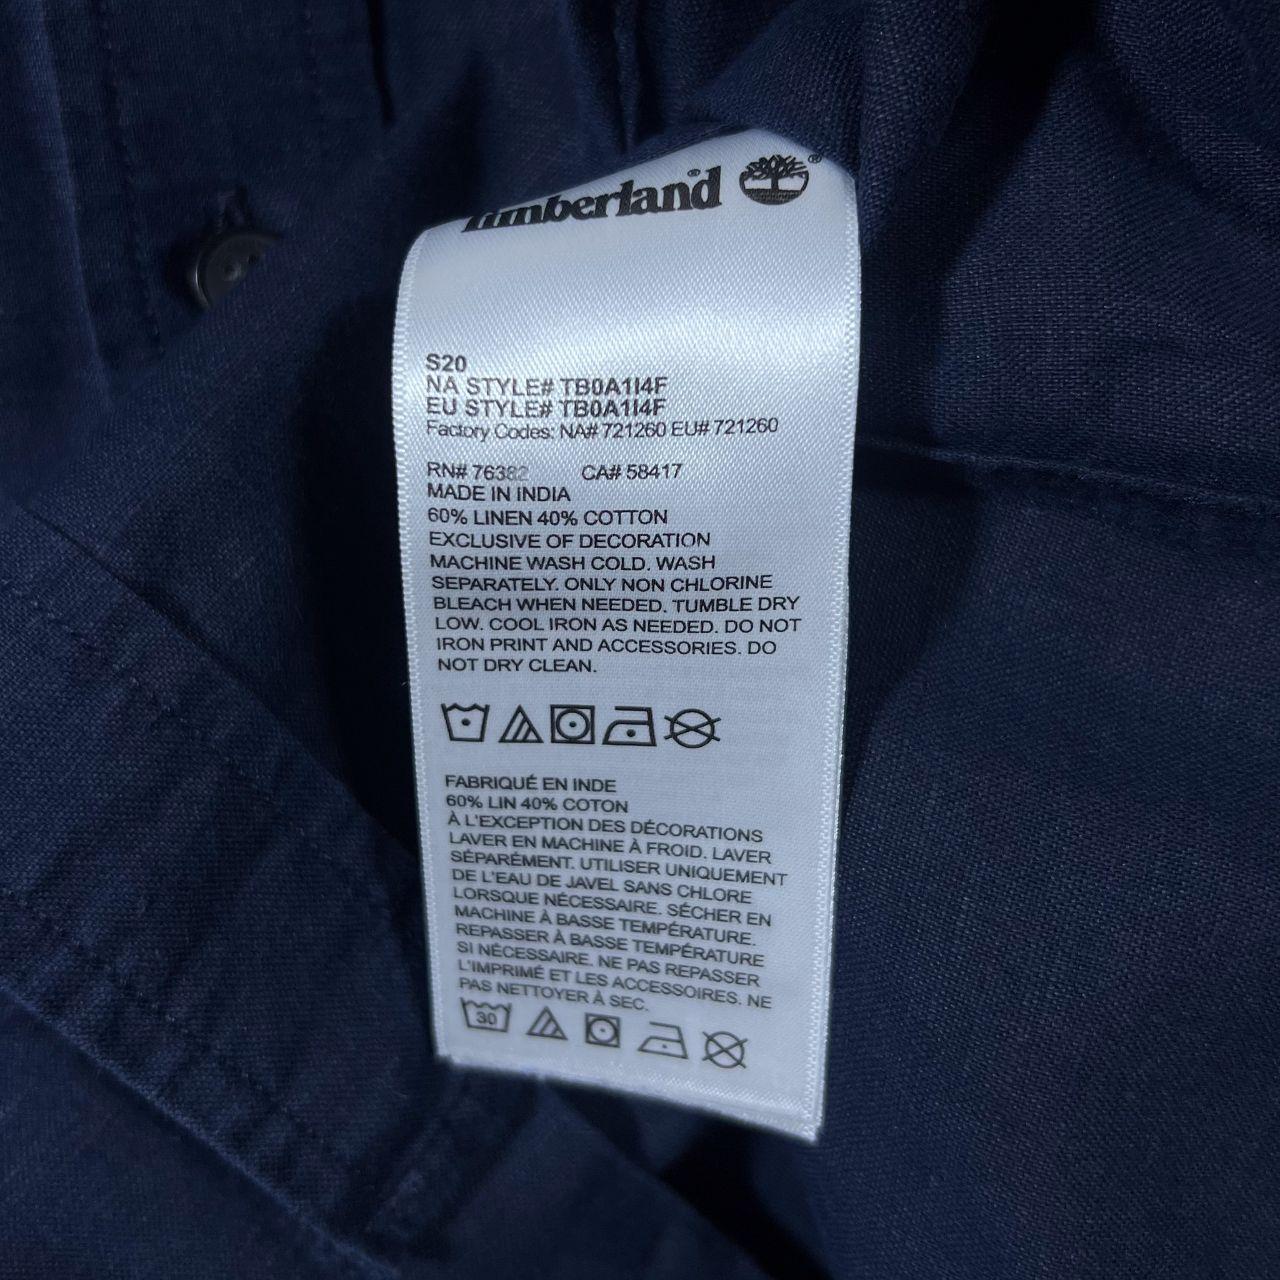 Timberland®
S20
NA STYLE# TB0A1I4F
EU STYLE# TB0A1I4F
Factory Codes: NA# 721260 EU# 721260
RN# 76382 CA# 58417
MADE IN INDIA
60% LINEN 40% COTTON
EXCLUSIVE OF DECORATION
MACHINE WASH COLD. WASH
SEPARATELY. ONLY NON CHLORINE
BLEACH WHEN NEEDED. TUMBLE DRY
LOW. COOL IRON AS NEEDED. DO NOT
IRON PRINT AND ACCESSORIES. DO
NOT DRY CLEAN.
FABRIQUÉ EN INDE
60% LIN 40% COTON
À L'EXCEPTION DES DÉCORATIONS
LAVER EN MACHINE À FROID. LAVER
SÉPARÉMENT. UTILISER UNIQUEMENT
DE L'EAU DE JAVEL SANS CHLORE
LORSQUE NÉCESSAIRE. SÉCHER EN
MACHINE À BASSE TEMPÉRATURE.
REPASSER À BASSE TEMPÉRATURE
SI NÉCESSAIRE. NE PAS REPASSER
L'IMPRIMÉ ET LES ACCESSOIRES. NE
PAS NETTOYER À SEC.
30